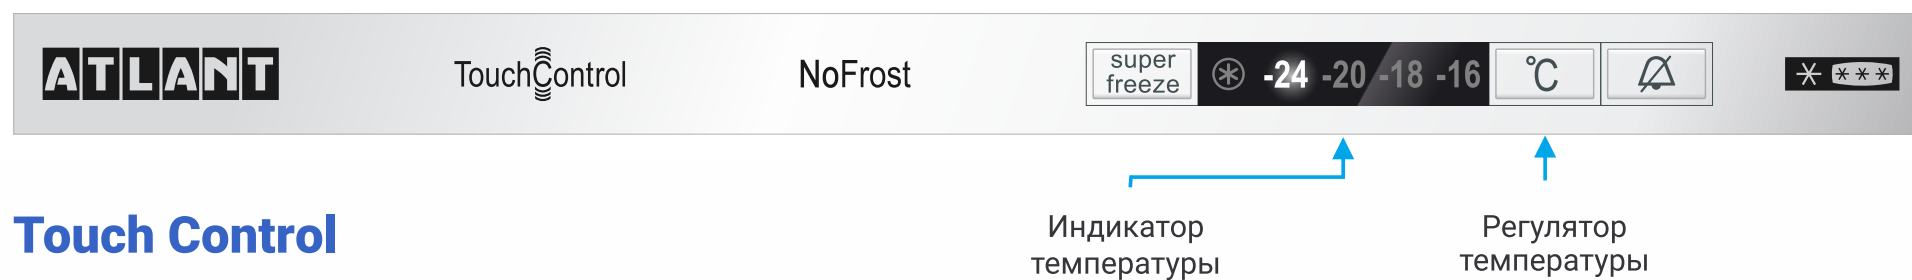 ATLANT
TouchControl
NoFrost
super
freeze
-24 -20 -18 -16
°C
Индикатор
температуры
Регулятор
температуры
Touch Control